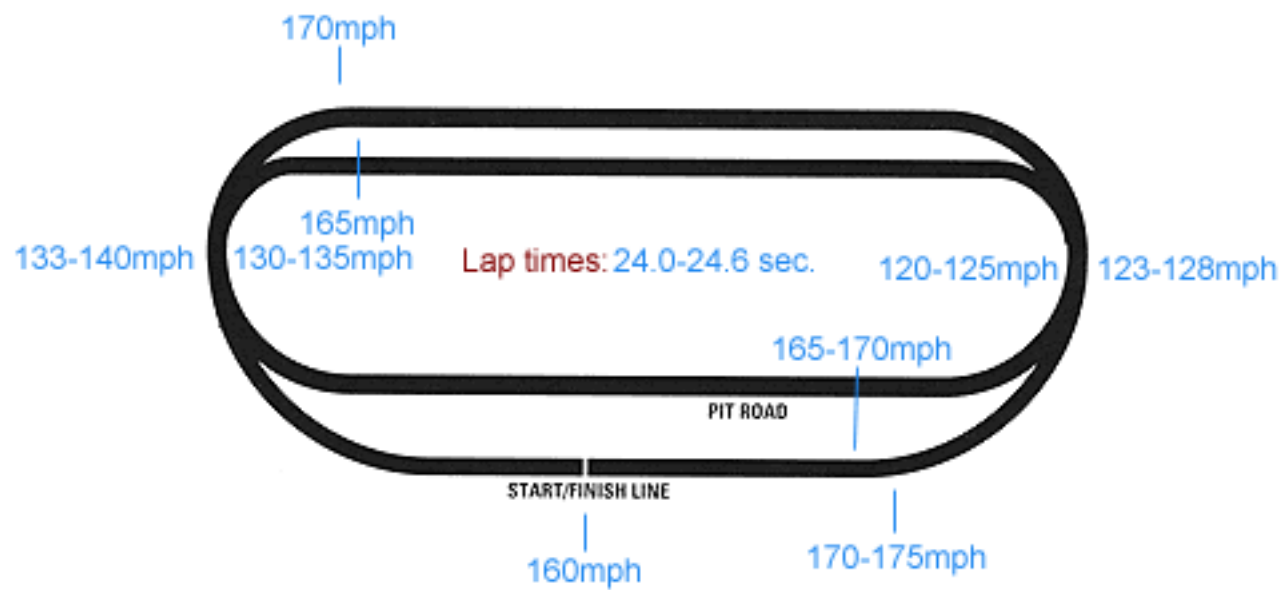 170mph
165mph
133-140mph 130-135mph Lap times: 24.0-24.6 sec. 120-125mph 123-128mph
165-170mph
PIT ROAD
START/FINISH LINE
160mph
170-175mph